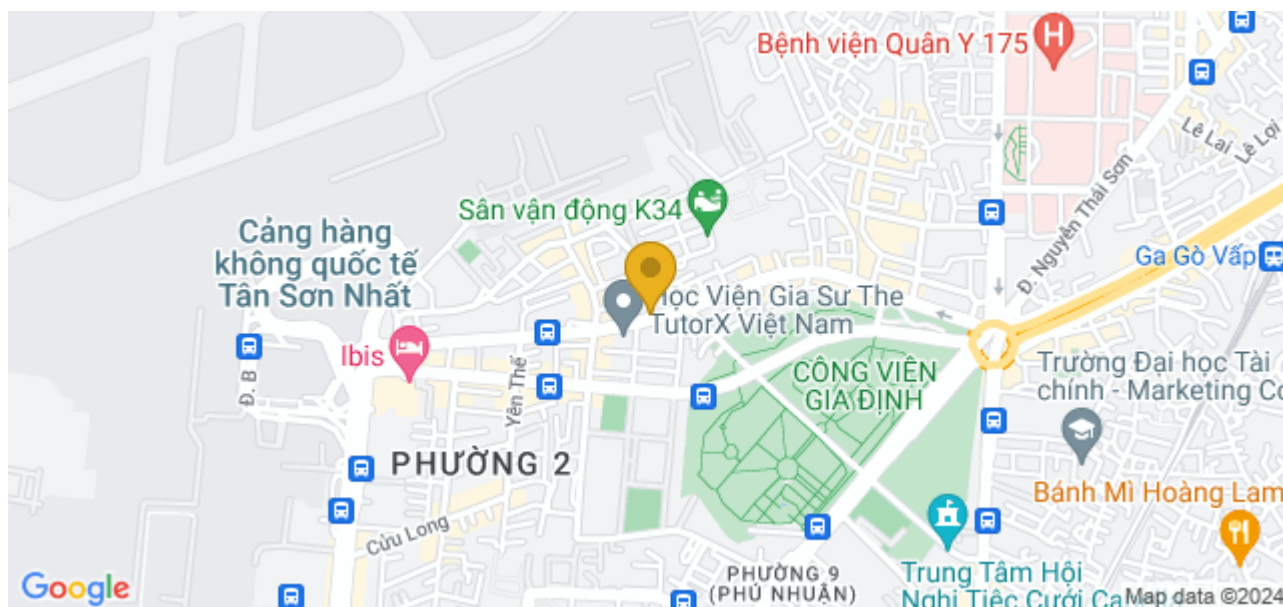 Bệnh viện Quân Y 175
Lê Lai
Lê Lợi
Đ. Nguyễn Thái Sơn
Sân vận động K34
Cảng hàng
không quốc tế
Tân Sơn Nhất
Ga Gò Vấp
Học Viện Gia Sư The
TutorX Việt Nam
Ibis
Đ. B
Yên Thế
CÔNG VIÊN
GIA ĐỊNH
Trường Đại học Tài
chính - Marketing
PHƯỜNG 2
Bánh Mì Hoàng Lam
Cửu Long
PHƯỜNG 9
(PHÚ NHUẬN)
Trung Tâm Hội
Nghị Tiệc Cưới
Google
Map data ©2024